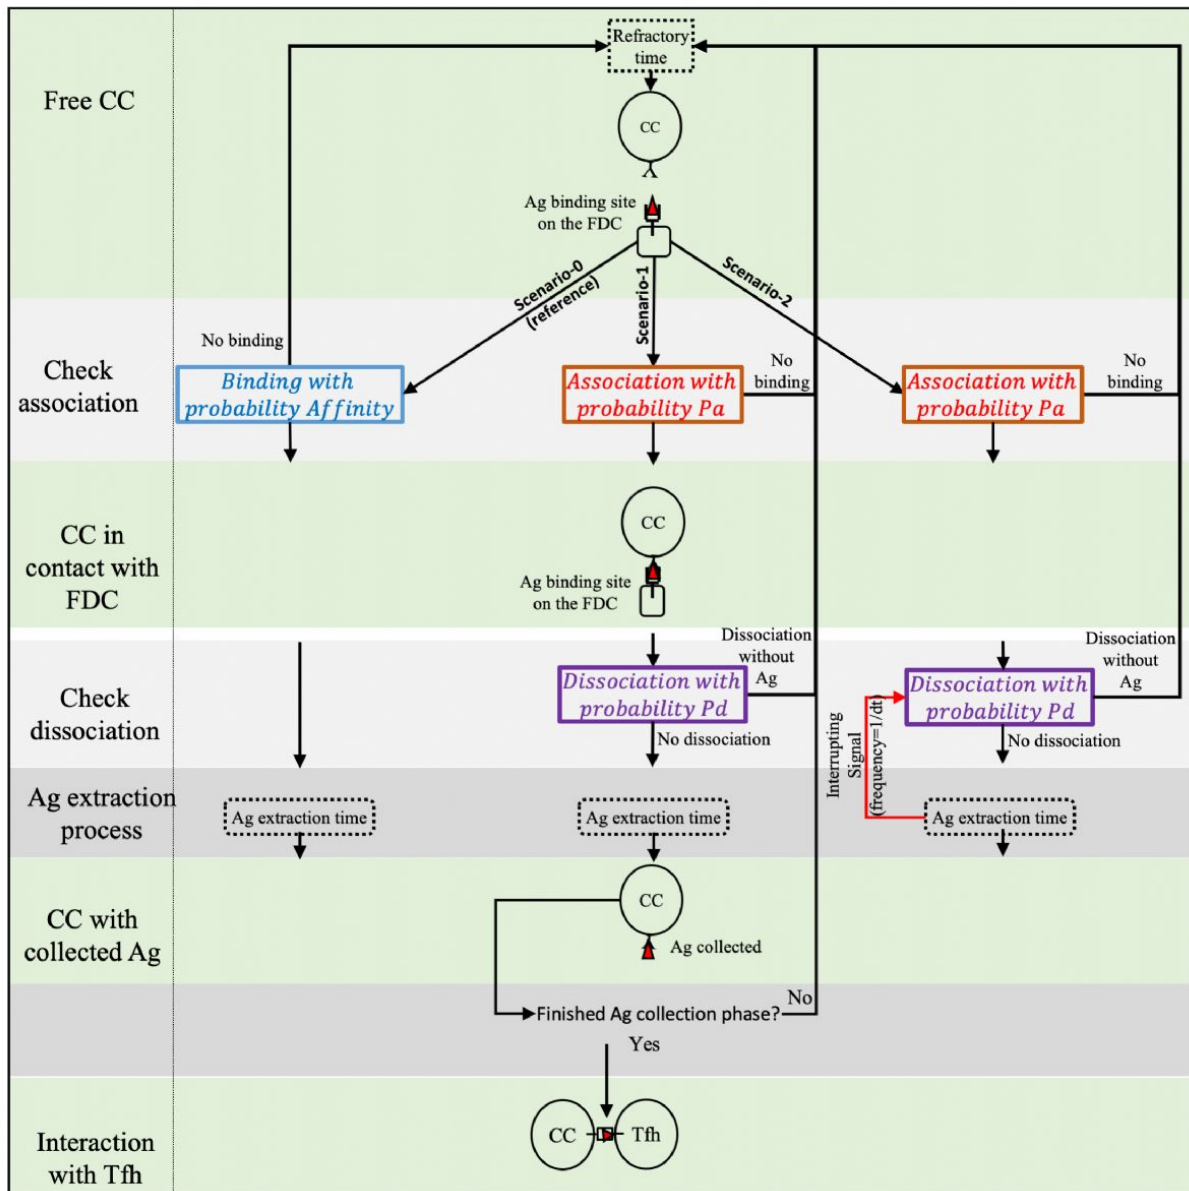 Refractory
time
Free CC
CC
Ag binding site
on the FDC
Scenario-0
(reference)
Scenario-1
Scenario-2
No binding
No
binding
No
binding
Check
association
Binding with
probability Affinity
Association with
probability Pa
Association with
probability Pa
CC in
contact with
FDC
CC
Ag binding site
on the FDC
Dissociation
without
Ag
Dissociation
without
Ag
Check
dissociation
Dissociation with
probability Pd
Dissociation with
probability Pd
No dissociation
No dissociation
Interrupting
Signal
(frequency=1/dt)
Ag extraction
process
Ag extraction time
Ag extraction time
Ag extraction time
CC with
collected Ag
CC
Ag collected
Finished Ag collection phase?
No
Yes
Interaction
with Tfh
CC
Tfh